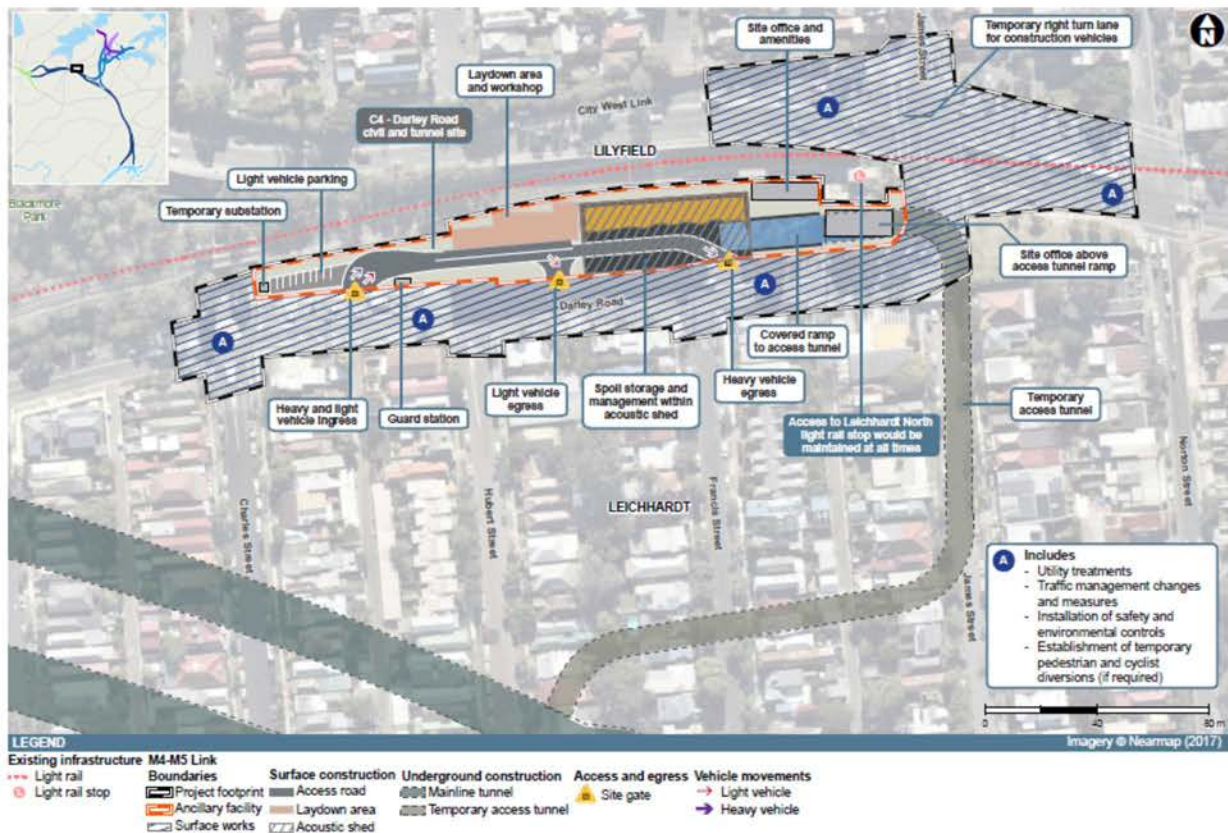 Site office and
amenities
James Street
Temporary right turn lane
for construction vehicles
N
Laydown area
and workshop
City West Link
A
C4 - Darley Road
civil and tunnel site
LILYFIELD
Light vehicle parking
Blackmore
Park
Temporary substation
A
Site office above
access tunnel ramp
Darley Road
A
A
A
Covered ramp
to access tunnel
Heavy and light
vehicle ingress
Guard station
Light vehicle
egress
Spoil storage and
management within
acoustic shed
Heavy vehicle
egress
Temporary
access tunnel
Access to Leichhardt North
light rail stop would be
maintained at all times
Norton Street
Charles Street
Hubert Street
Francis Street
LEICHHARDT
James Street
A Includes
- Utility treatments
- Traffic management changes
and measures
- Installation of safety and
environmental controls
- Establishment of temporary
pedestrian and cyclist
diversions (if required)
0 40 80 m
LEGEND
Imagery © Nearmap (2017)
Existing infrastructure M4-M5 Link
Light rail
Light rail stop
Boundaries
Project footprint
Ancillary facility
Surface works
Surface construction
Access road
Laydown area
Acoustic shed
Underground construction
Mainline tunnel
Temporary access tunnel
Access and egress
Site gate
Vehicle movements
Light vehicle
Heavy vehicle